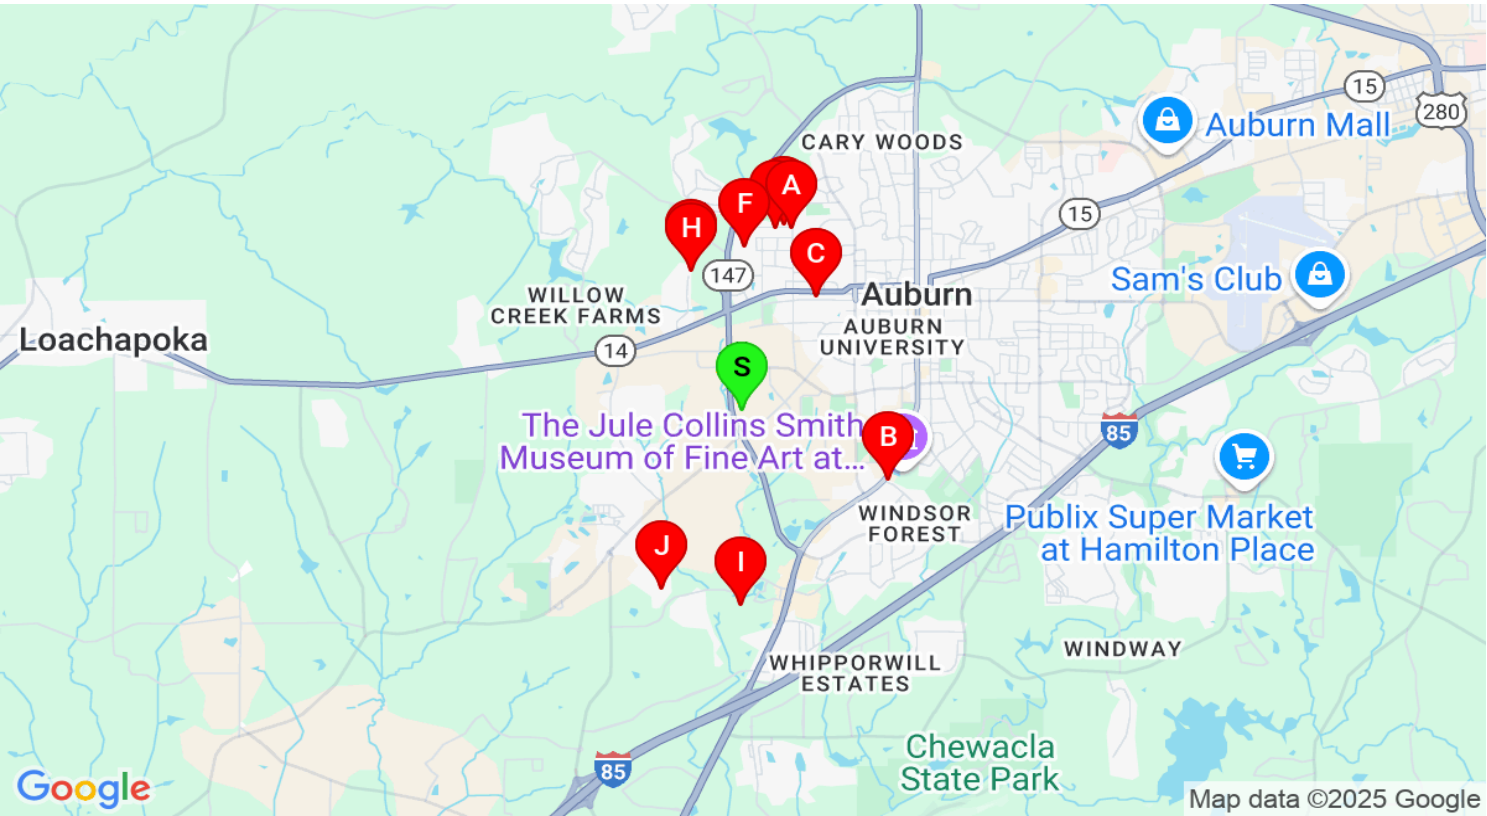 15
280
Auburn Mall
CARY WOODS
A
F
15
H
C
147
Sam's Club
Auburn
WILLOW
CREEK FARMS
AUBURN
UNIVERSITY
Loachapoka
14
S
The Jule Collins Smith
Museum of Fine Art at...
B
85
WINDSOR
FOREST
Publix Super Market
at Hamilton Place
J
I
WINDWAY
WHIPPORWILL
ESTATES
Chewacla
State Park
85
Google
Map data ©2025 Google